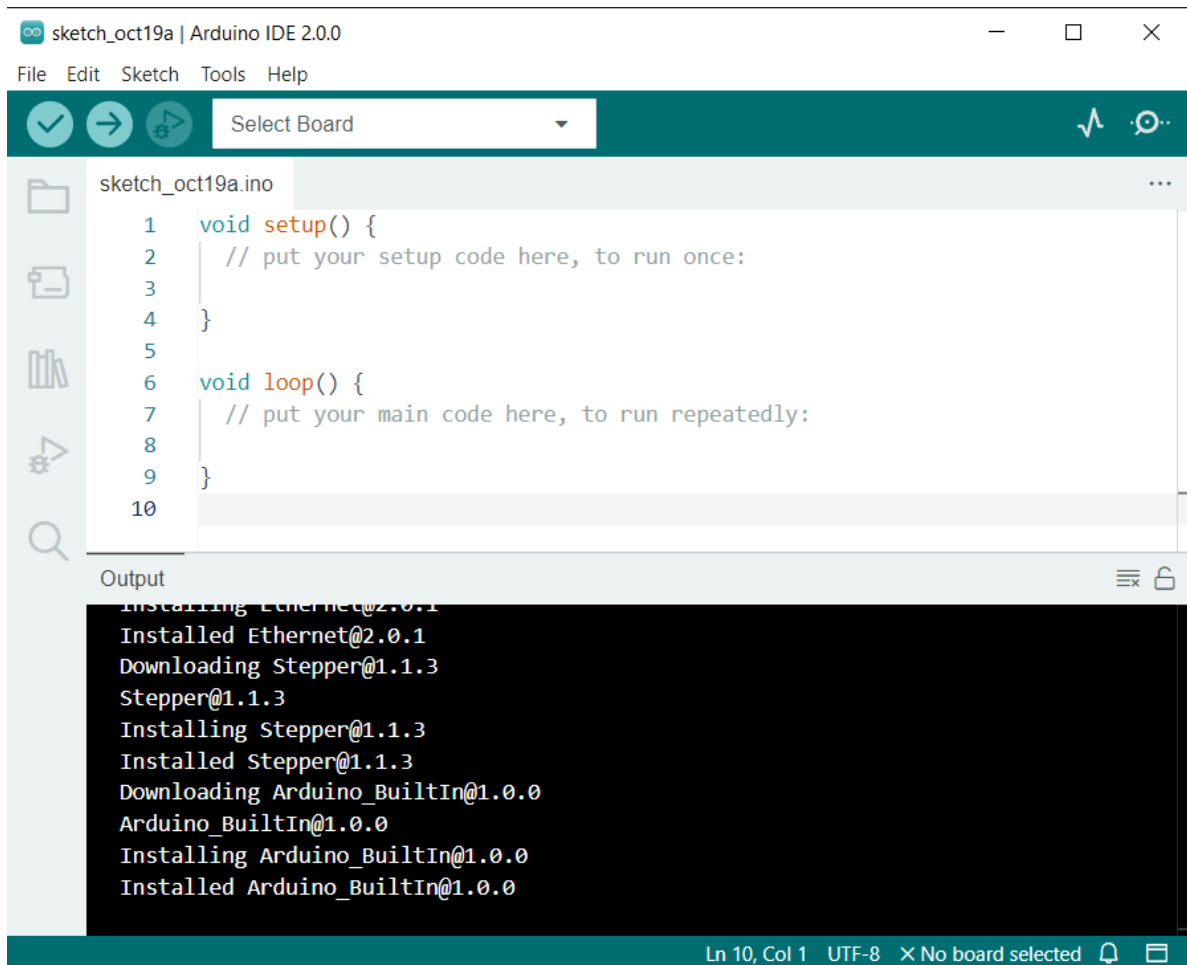 sketch_oct19a | Arduino IDE 2.0.0
File Edit Sketch Tools Help
Select Board
sketch_oct19a.ino
1 void setup() {
2 // put your setup code here, to run once:
3
4 }
5
6 void loop() {
7 // put your main code here, to run repeatedly:
8
9 }
10
Output
Installing Ethernet@2.0.1
Installed Ethernet@2.0.1
Downloading Stepper@1.1.3
Stepper@1.1.3
Installing Stepper@1.1.3
Installed Stepper@1.1.3
Downloading Arduino_BuiltIn@1.0.0
Arduino_BuiltIn@1.0.0
Installing Arduino_BuiltIn@1.0.0
Installed Arduino_BuiltIn@1.0.0
Ln 10, Col 1 UTF-8 × No board selected